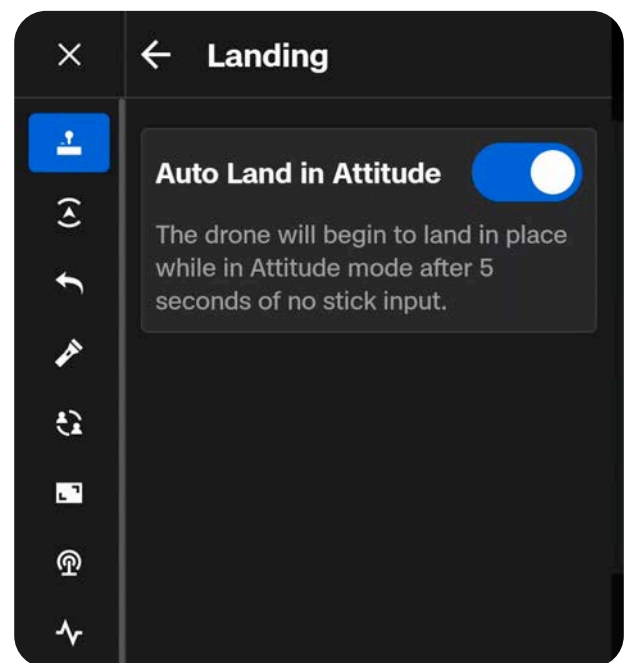 Landing
Auto Land in Attitude
The drone will begin to land in place
while in Attitude mode after 5
seconds of no stick input.